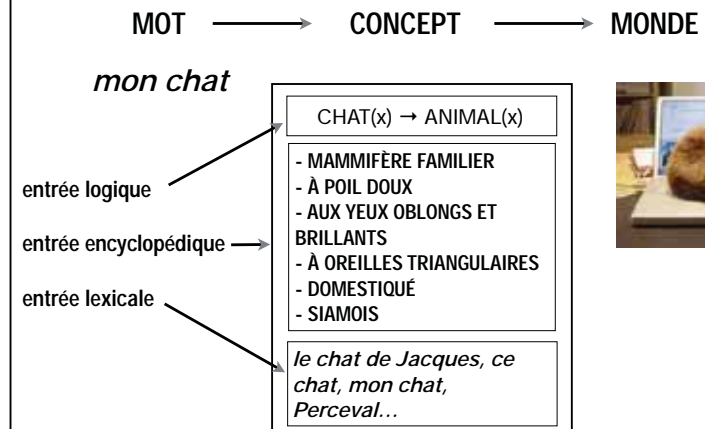 MOT → CONCEPT → MONDE
mon chat
CHAT(x) → ANIMAL(x)
- MAMMIFÈRE FAMILIER
- À POIL DOUX
- AUX YEUX OBLONGS ET
BRILLANTS
- À OREILLES TRIANGULAIRES
- DOMESTIQUÉ
- SIAMOIS
entrée logique
entrée encyclopédique
entrée lexicale
le chat de Jacques, ce
chat, mon chat,
Perceval…